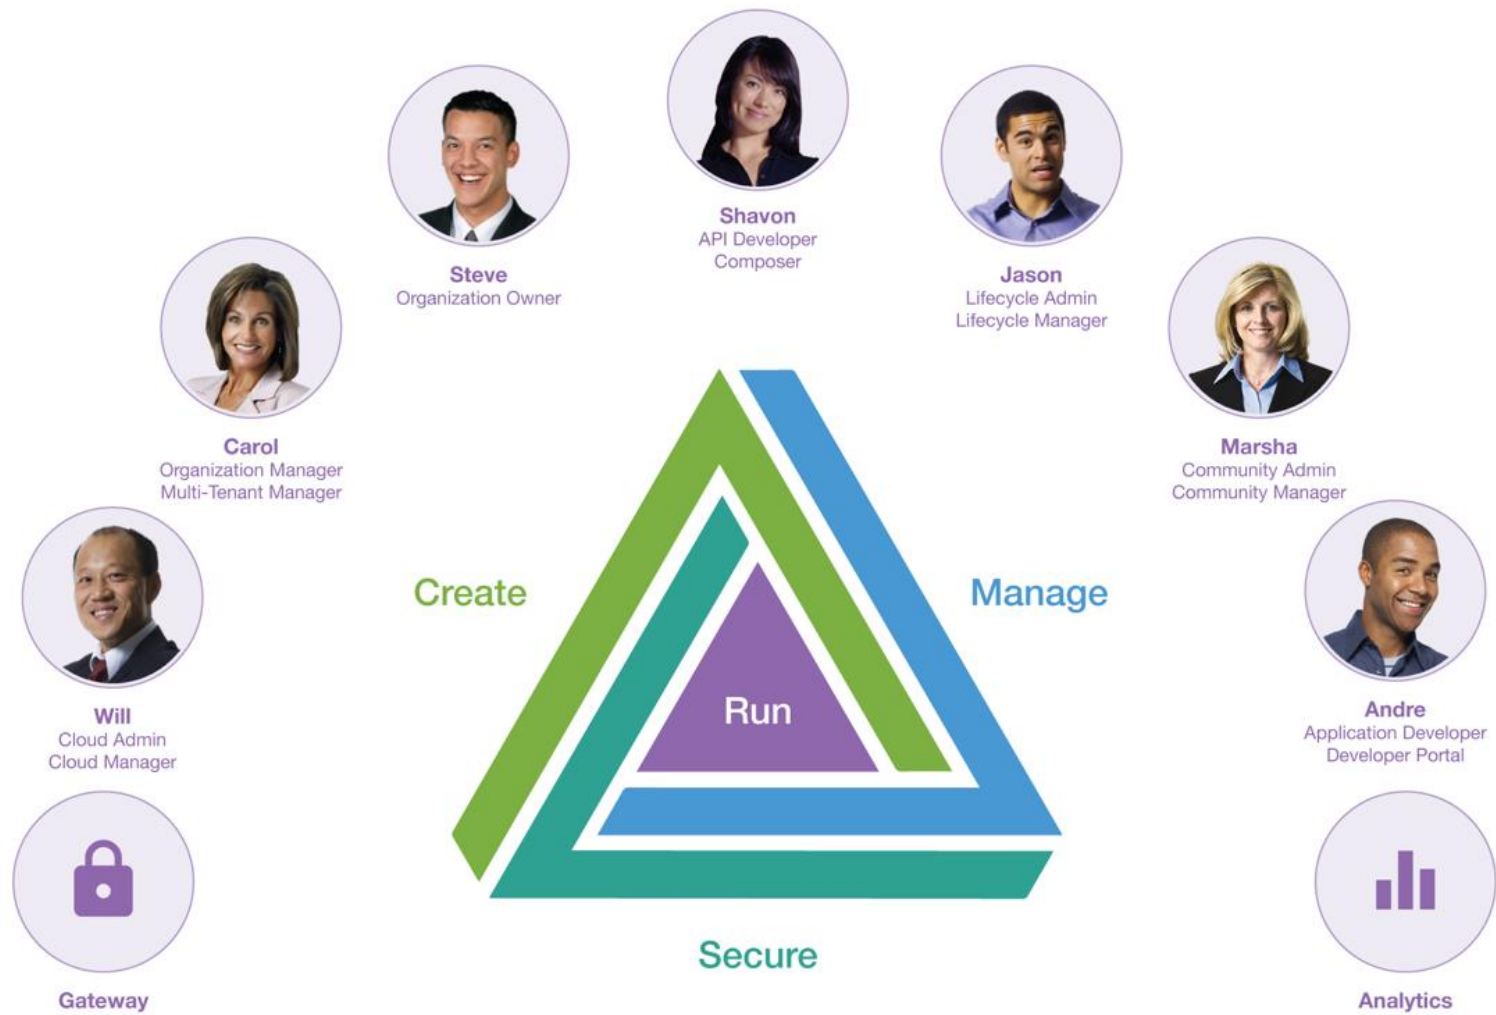 Shavon
API Developer
Composer
Steve
Organization Owner
Jason
Lifecycle Admin
Lifecycle Manager
Carol
Organization Manager
Multi-Tenant Manager
Marsha
Community Admin
Community Manager
Create
Manage
Will
Cloud Admin
Cloud Manager
Run
Andre
Application Developer
Developer Portal
Secure
Gateway
Analytics